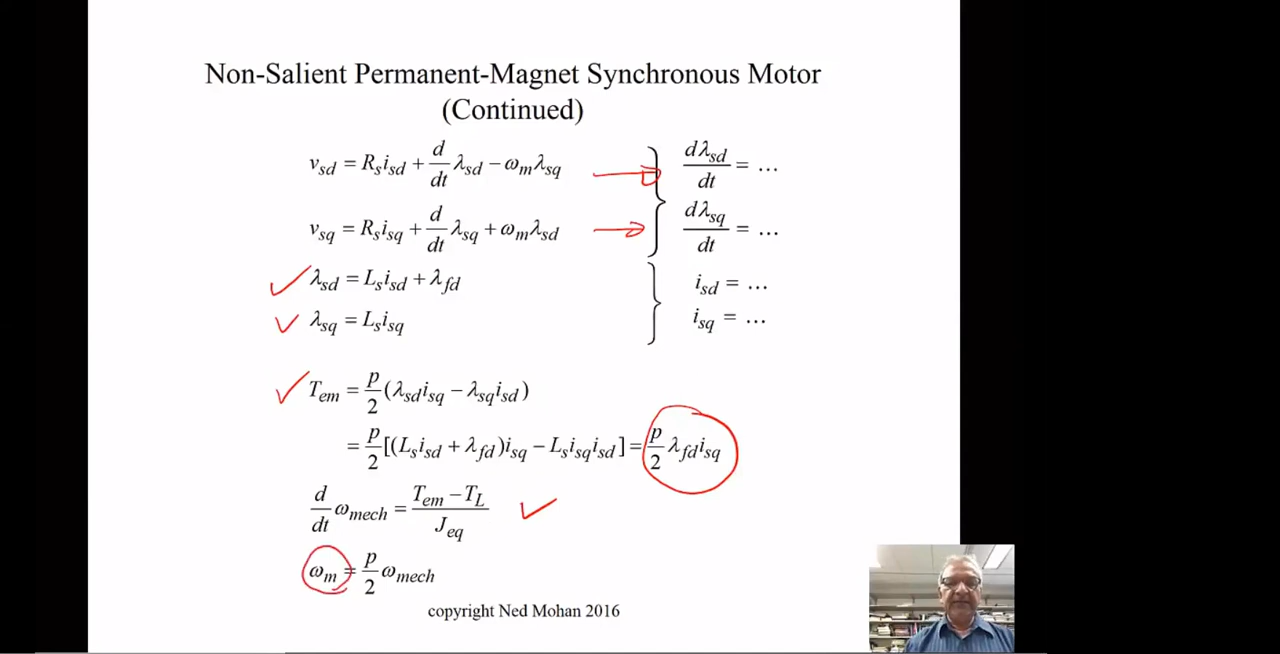 Non-Salient Permanent-Magnet Synchronous Motor
(Continued)
v_sd = R_s i_sd + d/dt λ_sd − ω_m λ_sq } dλ_sd/dt = ...
v_sq = R_s i_sq + d/dt λ_sq + ω_m λ_sd dλ_sq/dt = ...
λ_sd = L_s i_sd + λ_fd } i_sd = ...
λ_sq = L_s i_sq i_sq = ...
T_em = p/2 (λ_sd i_sq − λ_sq i_sd)
= p/2 [(L_s i_sd + λ_fd) i_sq − L_s i_sq i_sd] = p/2 λ_fd i_sq
d/dt ω_mech = (T_em − T_L)/J_eq
ω_m = p/2 ω_mech
copyright Ned Mohan 2016